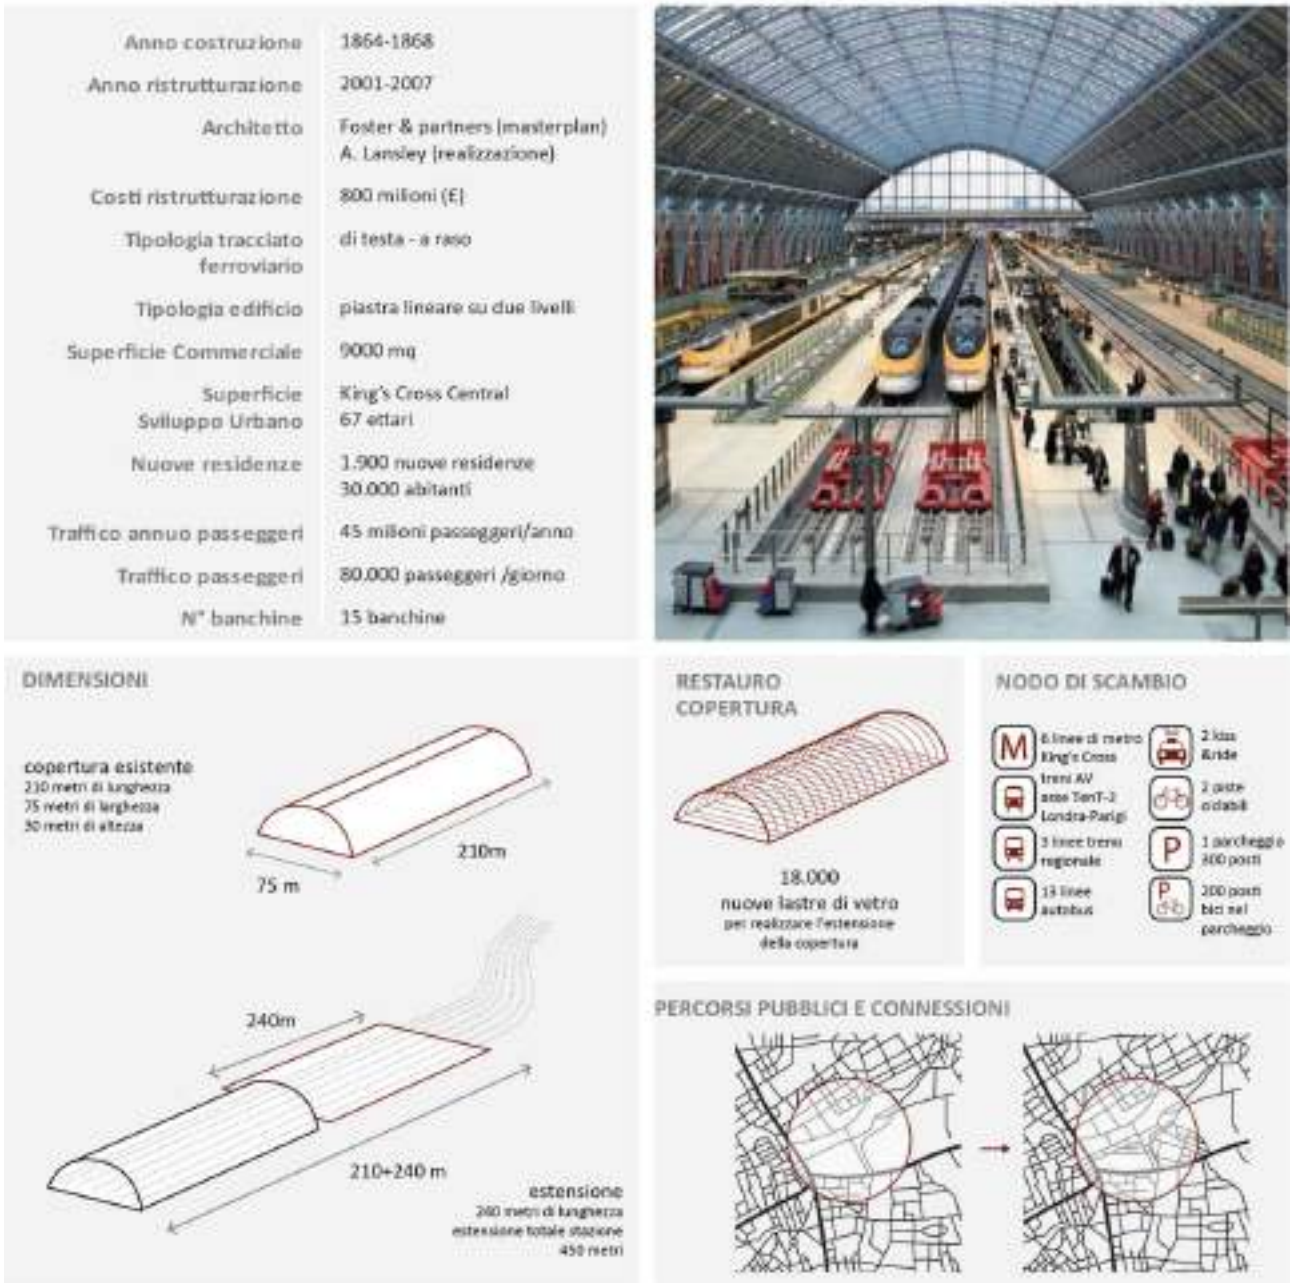 Anno costruzione 1864-1868
Anno ristrutturazione 2001-2007
Architetto Foster & partners (masterplan)
A. Lansley (realizzazione)
Costi ristrutturazione 800 milioni (£)
Tipologia tracciato di testa - a raso
ferroviario
Tipologia edificio piastra lineare su due livelli
Superficie Commerciale 9000 mq
Superficie King's Cross Central
Sviluppo Urbano 67 ettari
Nuove residenze 1.900 nuove residenze
30.000 abitanti
Traffico annuo passeggeri 45 milioni passeggeri/anno
Traffico passeggeri 80.000 passeggeri /giorno
N° banchine 15 banchine
DIMENSIONI
copertura esistente
210 metri di lunghezza
75 metri di larghezza
30 metri di altezza
210m
75 m
240m
210+240 m
estensione
240 metri di lunghezza
estensione totale stazione
450 metri
RESTAURO
COPERTURA
18.000
nuove lastre di vetro
per realizzare l'estensione
della copertura
NODO DI SCAMBIO
M
6 linee di metro
King's Cross
treni AV
asse TenT-2
Londra-Parigi
3 linee treno
regionale
13 linee
autobus
2 kiss
&ride
2 piste
ciclabili
P
1 parcheggio
300 posti
P
200 posti
bici nel
parcheggio
PERCORSI PUBBLICI E CONNESSIONI